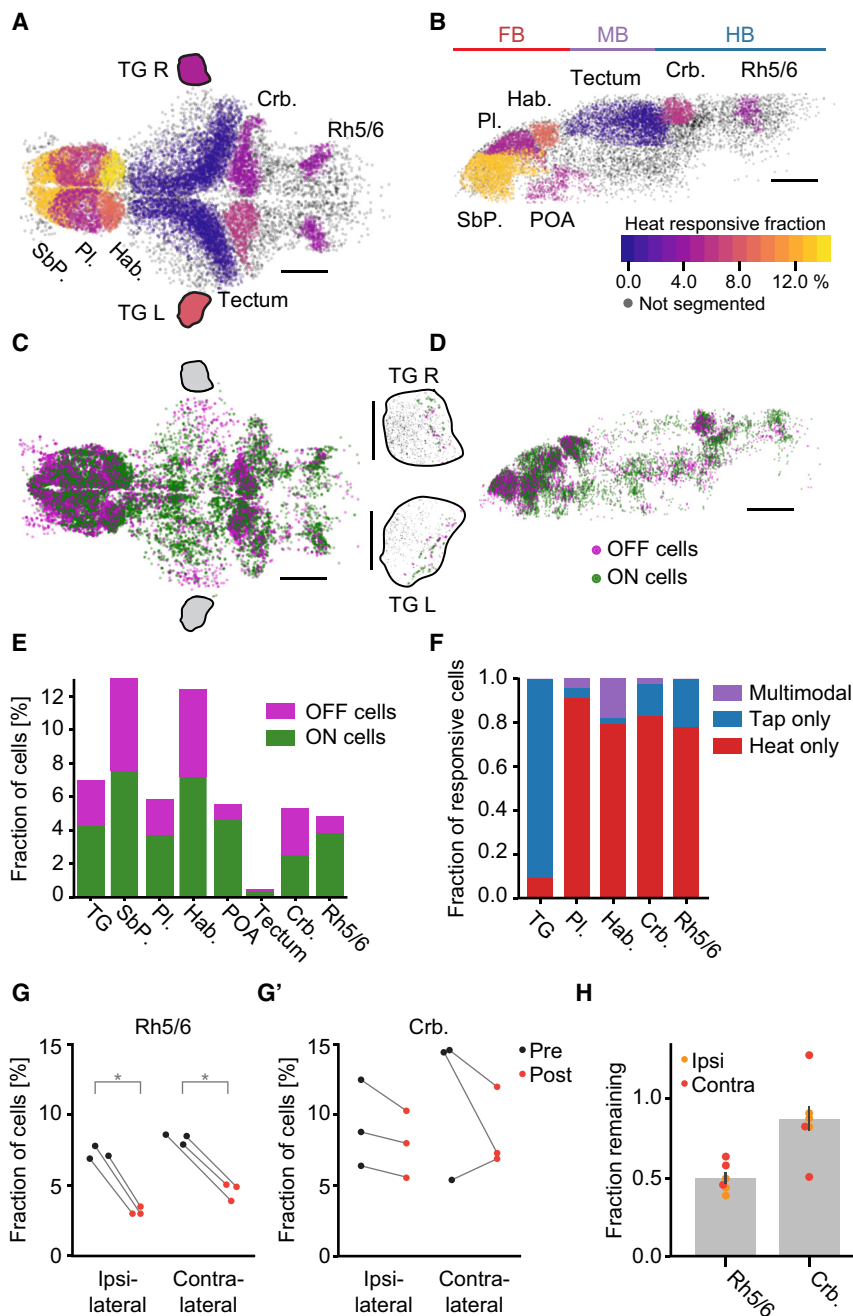 A
TG R
Crb.
Rh5/6
SbP.
Pl.
Hab.
Tectum
TG L
B
FB
MB
HB
Tectum
Crb.
Rh5/6
Hab.
Pl.
SbP.
POA
Heat responsive fraction
0.0 4.0 8.0 12.0 %
Not segmented
C
TG R
TG L
D
OFF cells
ON cells
E
Fraction of cells [%]
12
10
8
6
4
2
0
OFF cells
ON cells
TG SbP. Pl. Hab. POA Tectum Crb. Rh5/6
F
Fraction of responsive cells
1.0
0.8
0.6
0.4
0.2
0.0
Multimodal
Tap only
Heat only
TG Pl. Hab. Crb. Rh5/6
G
Rh5/6
Fraction of cells [%]
15
10
5
0
* *
Ipsi-
lateral
Contra-
lateral
G'
Crb.
Fraction of cells [%]
15
10
5
0
Pre
Post
Ipsi-
lateral
Contra-
lateral
H
Fraction remaining
1.0
0.5
0.0
Ipsi
Contra
Rh5/6 Crb.